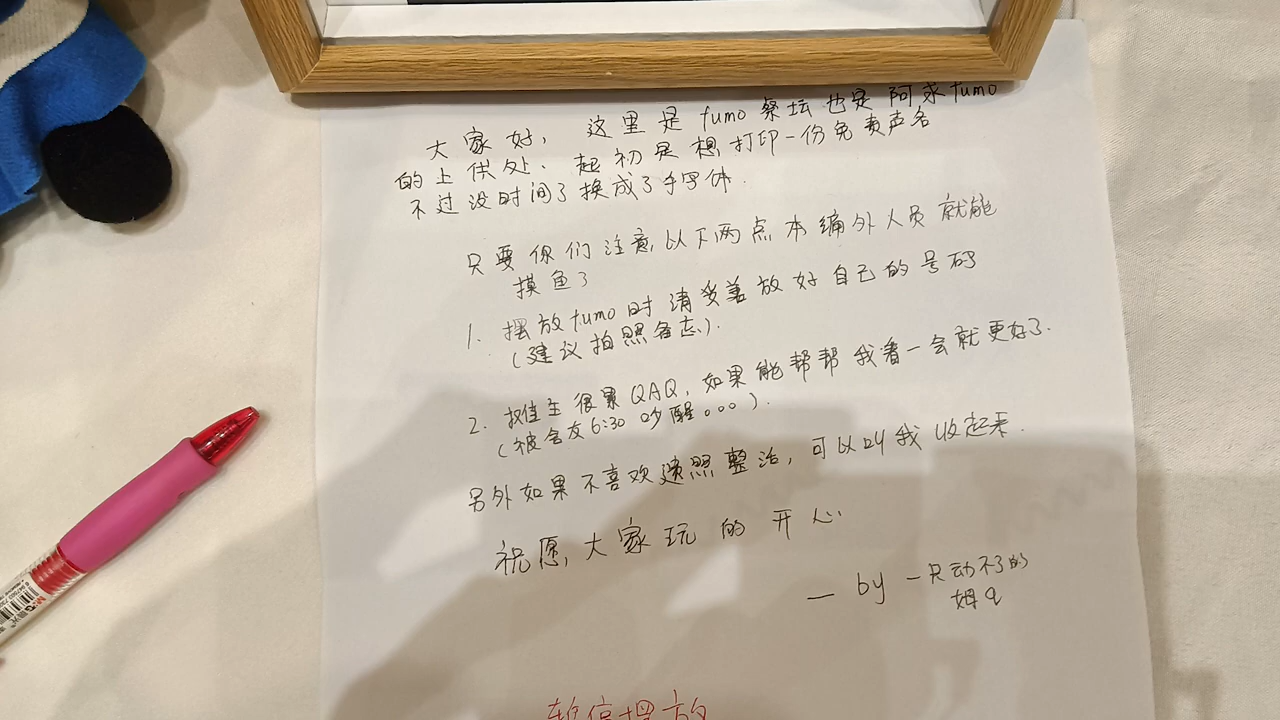 大家好, 这里是fumo祭坛也是阿求fumo
的上供处、起初是想打印一份免责声名
不过没时间了换成了手写体.
只要你们注意以下两点本编外人员就能
摸鱼了
1. 摆放fumo时请妥善放好自己的号码
(建议拍照备忘).
2. 摊主很累QAQ, 如果能帮帮我看一会就更好了.
(被舍友6:30吵醒。。。).
另外如果不喜欢遗照整活, 可以叫我收起来.
祝愿, 大家玩的开心.
— by 一只动不了的
姆Q
暂停摆放